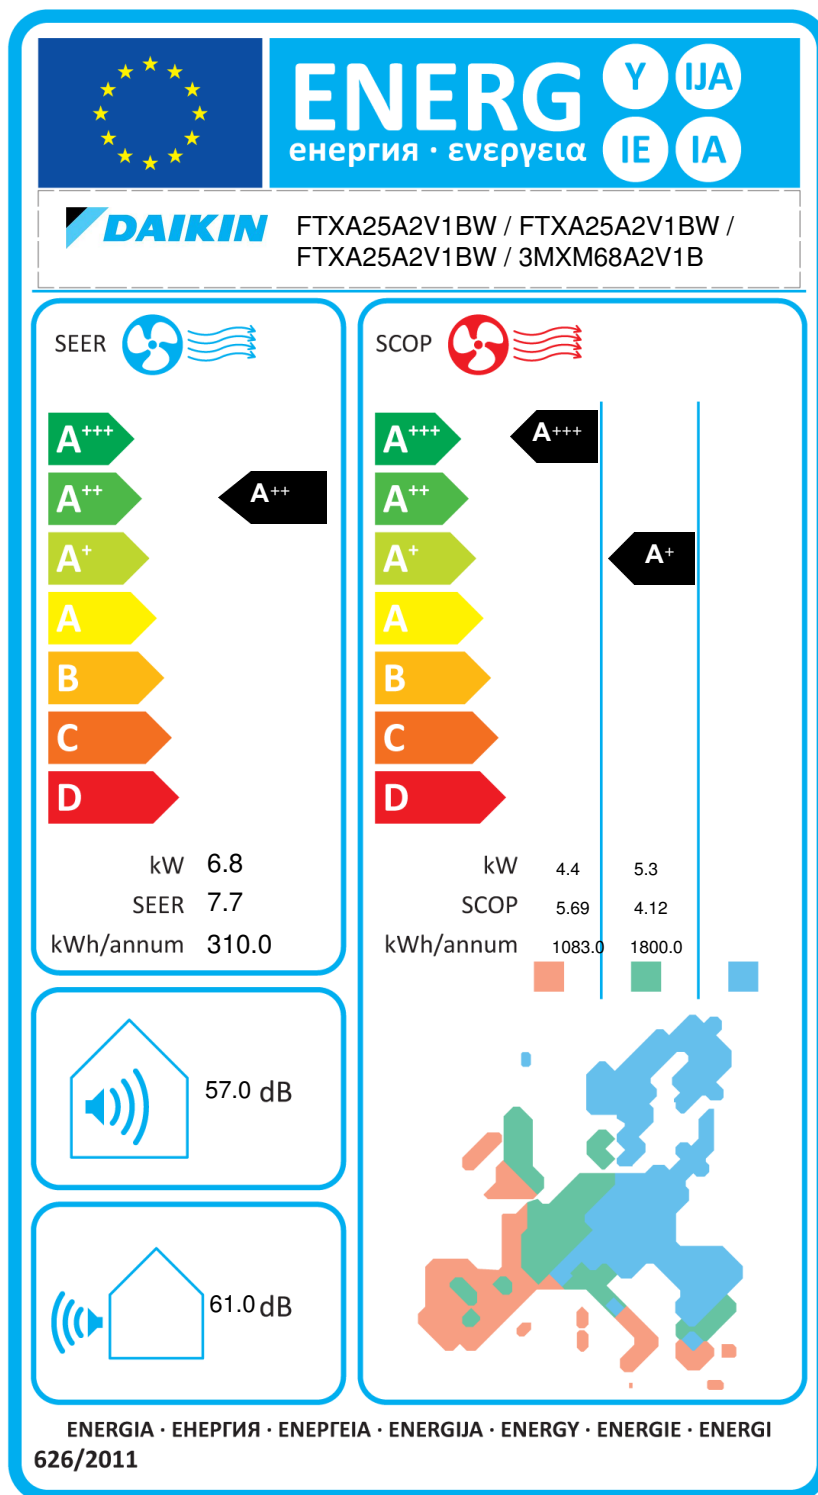 ENERG
енергия · ενεργεια
Y
IJA
IE
IA
DAIKIN
FTXA25A2V1BW / FTXA25A2V1BW /
FTXA25A2V1BW / 3MXM68A2V1B
SEER
A+++
A++
A++
A+
A
B
C
D
kW 6.8
SEER 7.7
kWh/annum 310.0
SCOP
A+++
A+++
A++
A+
A+
A
B
C
D
kW 4.4 5.3
SCOP 5.69 4.12
kWh/annum 1083.0 1800.0
57.0 dB
61.0 dB
ENERGIA · ЕНЕРГИЯ · ΕΝΕΡΓΕΙΑ · ENERGIJA · ENERGY · ENERGIE · ENERGI
626/2011